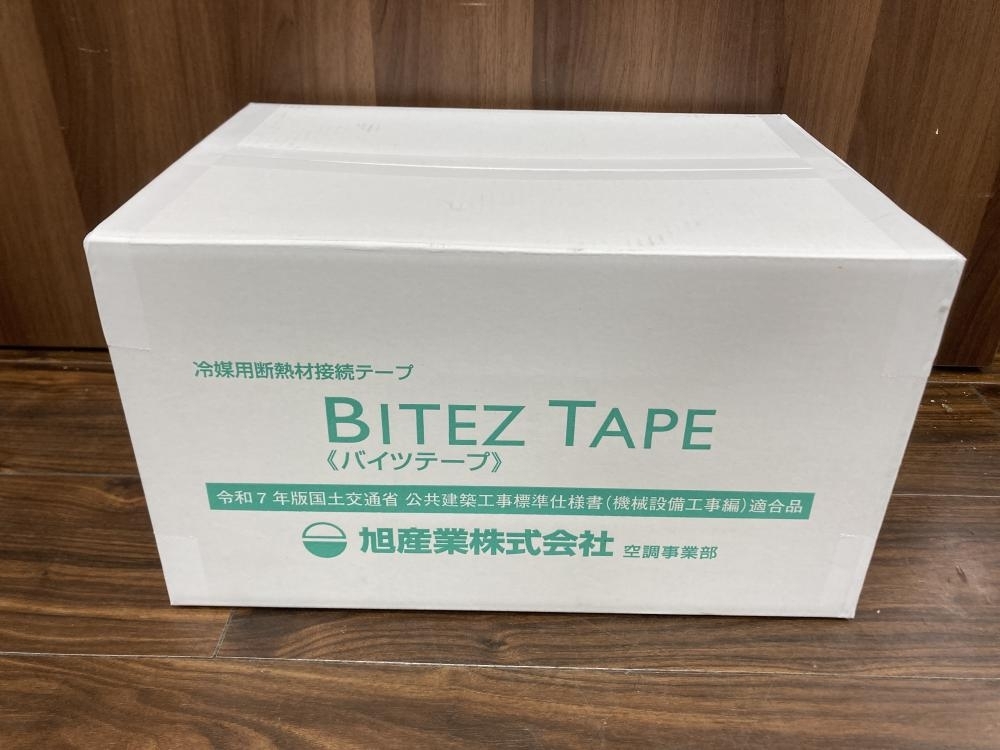 冷媒用断熱材接続テープ
BITEZ TAPE
《バイツテープ》
令和7年版国土交通省 公共建築工事標準仕様書(機械設備工事編)適合品
旭産業株式会社 空調事業部